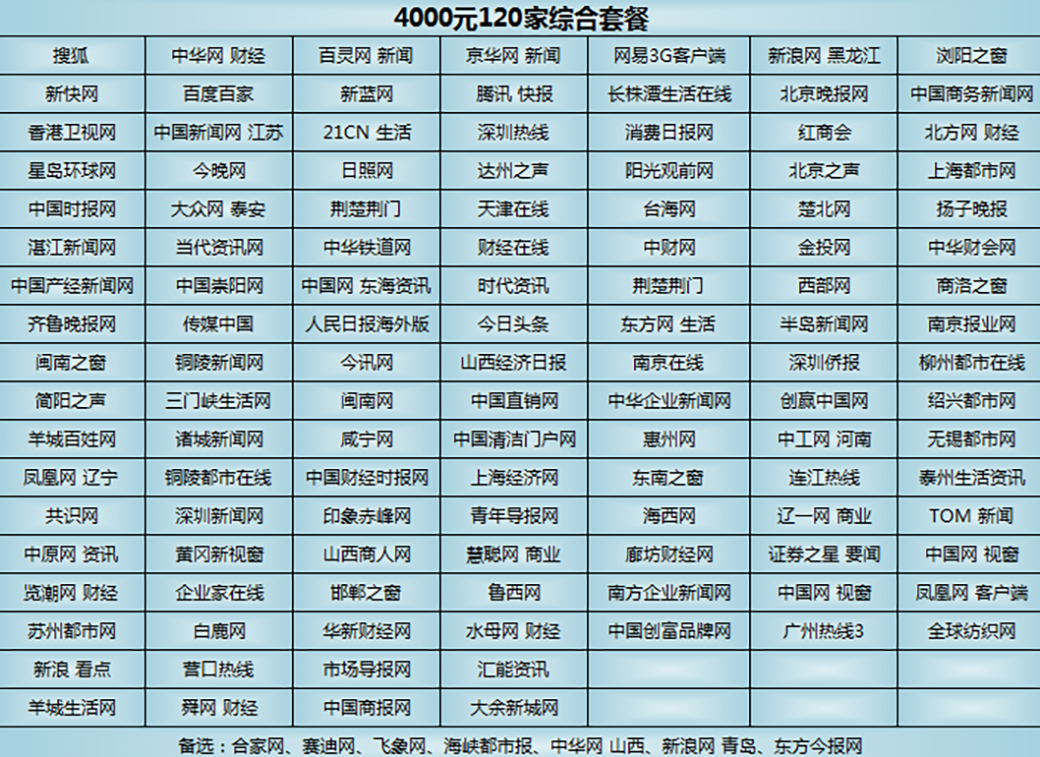 4000元120家综合套餐
搜狐 中华网 财经 百灵网 新闻 京华网 新闻 网易3G客户端 新浪网 黑龙江 浏阳之窗
新快网 百度百家 新蓝网 腾讯 快报 长株潭生活在线 北京晚报网 中国商务新闻网
香港卫视网 中国新闻网 江苏 21CN 生活 深圳热线 消费日报网 红商会 北方网 财经
星岛环球网 今晚网 日照网 达州之声 阳光观前网 北京之声 上海都市网
中国时报网 大众网 泰安 荆楚荆门 天津在线 台海网 楚北网 扬子晚报
湛江新闻网 当代资讯网 中华铁道网 财经在线 中财网 金投网 中华财会网
中国产经新闻网 中国崇阳网 中国网 东海资讯 时代资讯 荆楚荆门 西部网 商洛之窗
齐鲁晚报网 传媒中国 人民日报海外版 今日头条 东方网 生活 半岛新闻网 南京报业网
闽南之窗 铜陵新闻网 今讯网 山西经济日报 南京在线 深圳侨报 柳州都市在线
简阳之声 三门峡生活网 闽南网 中国直销网 中华企业新闻网 创赢中国网 绍兴都市网
羊城百姓网 诸城新闻网 咸宁网 中国清洁门户网 惠州网 中工网 河南 无锡都市网
凤凰网 辽宁 铜陵都市在线 中国财经时报网 上海经济网 东南之窗 连江热线 泰州生活资讯
共识网 深圳新闻网 印象赤峰网 青年导报网 海西网 辽一网 商业 TOM 新闻
中原网 资讯 黄冈新视窗 山西商人网 慧聪网 商业 廊坊财经网 证券之星 要闻 中国网 视窗
览潮网 财经 企业家在线 邯郸之窗 鲁西网 南方企业新闻网 中国网 视窗 凤凰网 客户端
苏州都市网 白鹿网 华新财经网 水母网 财经 中国创富品牌网 广州热线3 全球纺织网
新浪 看点 营口热线 市场导报网 汇能资讯
羊城生活网 舜网 财经 中国商报网 大余新城网
备选：合家网、赛迪网、飞象网、海峡都市报、中华网 山西、新浪网 青岛、东方今报网